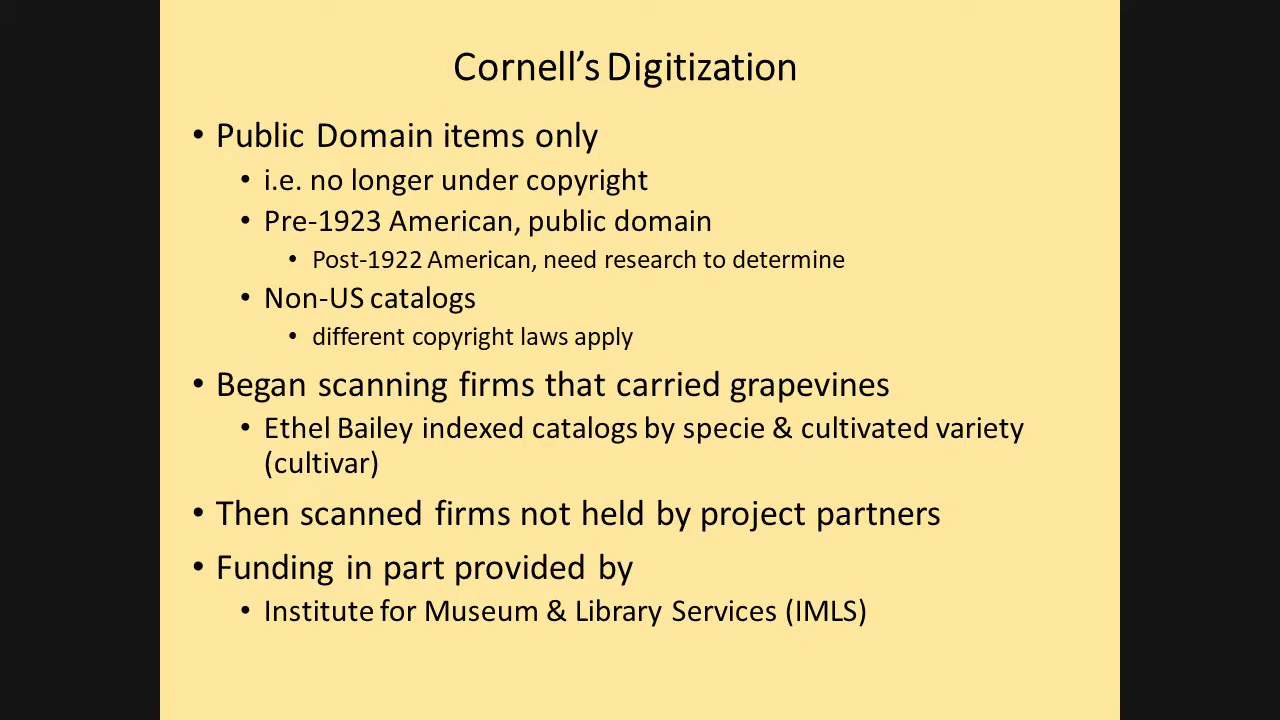 Cornell's Digitization
• Public Domain items only
• i.e. no longer under copyright
• Pre-1923 American, public domain
• Post-1922 American, need research to determine
• Non-US catalogs
• different copyright laws apply
• Began scanning firms that carried grapevines
• Ethel Bailey indexed catalogs by specie & cultivated variety
(cultivar)
• Then scanned firms not held by project partners
• Funding in part provided by
• Institute for Museum & Library Services (IMLS)